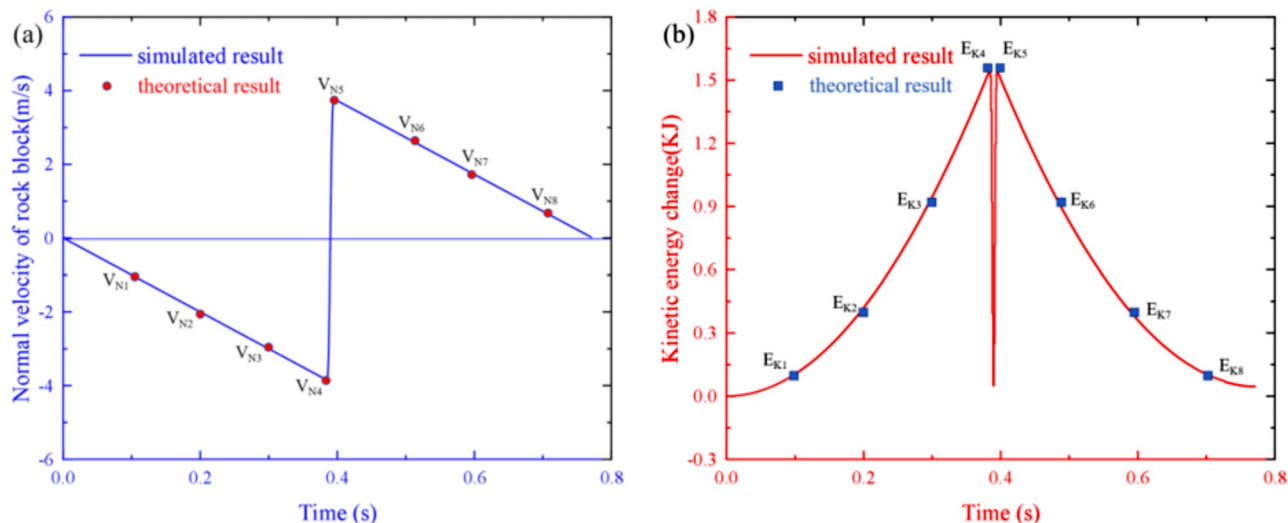 (a)
simulated result
theoretical result
Normal velocity of rock block(m/s)
6
4
2
0
-2
-4
-6
V_N1
V_N2
V_N3
V_N4
V_N5
V_N6
V_N7
V_N8
0.0 0.2 0.4 0.6 0.8
Time (s)
(b)
simulated result
theoretical result
Kinetic energy change(KJ)
1.8
1.5
1.2
0.9
0.6
0.3
0.0
-0.3
E_K1
E_K2
E_K3
E_K4
E_K5
E_K6
E_K7
E_K8
0.0 0.2 0.4 0.6 0.8
Time (s)